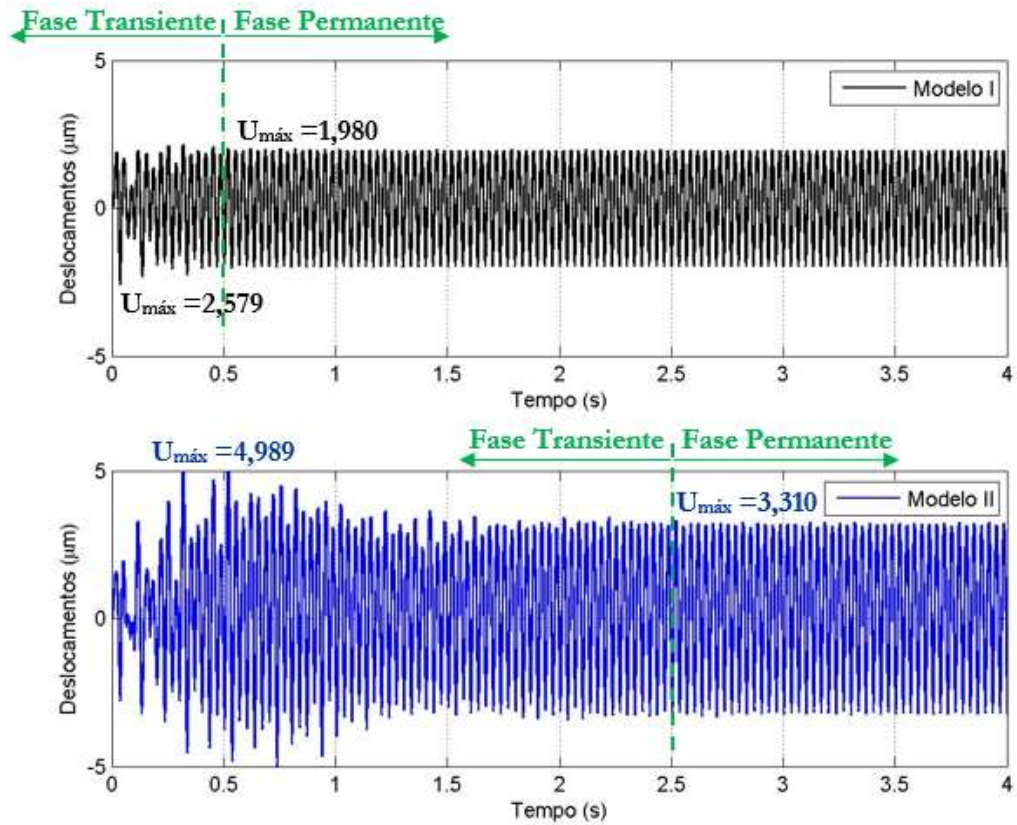 Fase Transiente Fase Permanente
5
Modelo I
Umáx =1,980
Deslocamentos (μm)
0
Umáx =2,579
-5
0 0.5 1 1.5 2 2.5 3 3.5 4
Tempo (s)
Fase Transiente Fase Permanente
Umáx =4,989
5
Umáx =3,310
Modelo II
Deslocamentos (μm)
0
-5
0 0.5 1 1.5 2 2.5 3 3.5 4
Tempo (s)